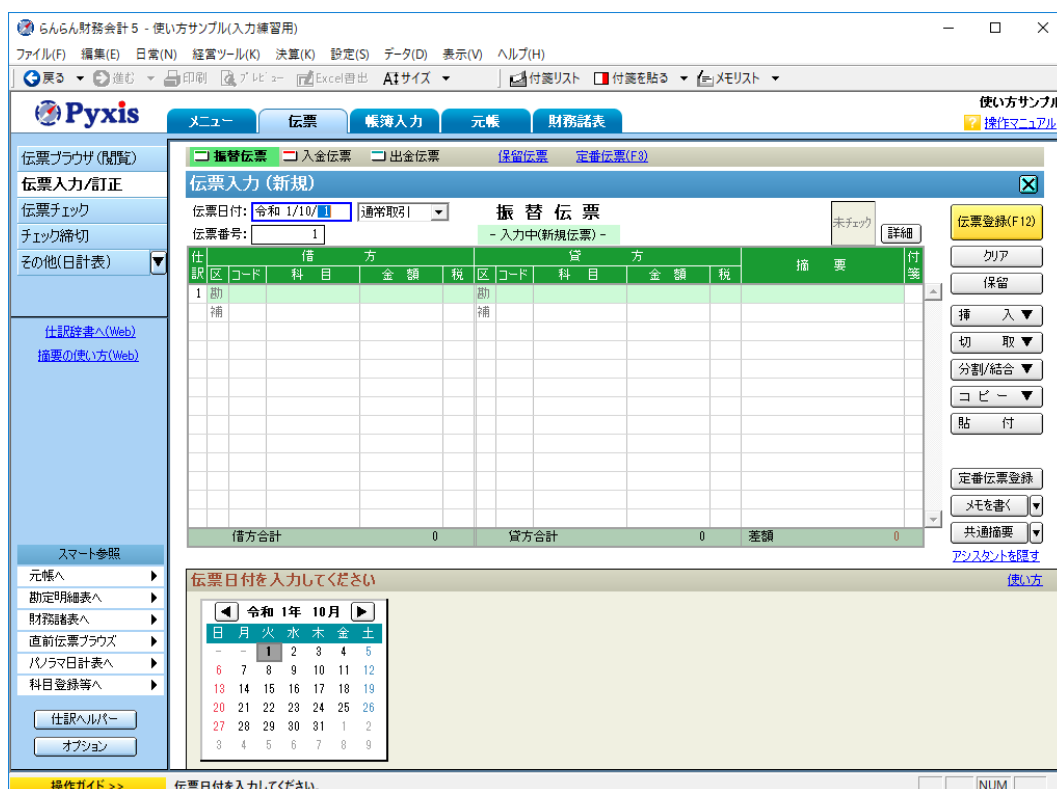 らんらん財務会計5 - 使い方サンプル(入力練習用)
ファイル(F) 編集(E) 日常(N) 経営ツール(K) 決算(K) 設定(S) データ(D) 表示(V) ヘルプ(H)
戻る 進む 印刷 プレビュー Excel書出 サイズ 付箋リスト 付箋を貼る メモリスト
Pyxis
メニュー 伝票 帳簿入力 元帳 財務諸表
使い方サンプル
? 操作マニュアル
伝票ブラウザ(閲覧)
伝票入力/訂正
伝票チェック
チェック締切
その他(日計表)
仕訳辞書へ(Web)
摘要の使い方(Web)
振替伝票 入金伝票 出金伝票 保留伝票 定番伝票(F3)
伝票入力(新規)
伝票日付: 令和 1/10/ 1 通常取引 振替伝票 未チェック 詳細
伝票番号: 1 - 入力中(新規伝票) -
仕訳 借方 貸方 摘要 付箋
区 コード 科目 金額 税 区 コード 科目 金額 税
1 勘 勘
補 補
借方合計 0 貸方合計 0 差額 0
伝票登録(F12)
クリア
保留
挿入▼
切取▼
分割/結合▼
コピー▼
貼付
定番伝票登録
メモを書く▼
共通摘要▼
アシスタントを隠す
スマート参照
元帳へ
勘定明細表へ
財務諸表へ
直前伝票ブラウズ
パノラマ日計表へ
科目登録等へ
仕訳ヘルパー
オプション
伝票日付を入力してください 使い方
令和 1年 10月
日 月 火 水 木 金 土
- - 1 2 3 4 5
6 7 8 9 10 11 12
13 14 15 16 17 18 19
20 21 22 23 24 25 26
27 28 29 30 31 1 2
3 4 5 6 7 8 9
操作ガイド >> 伝票日付を入力してください。 NUM